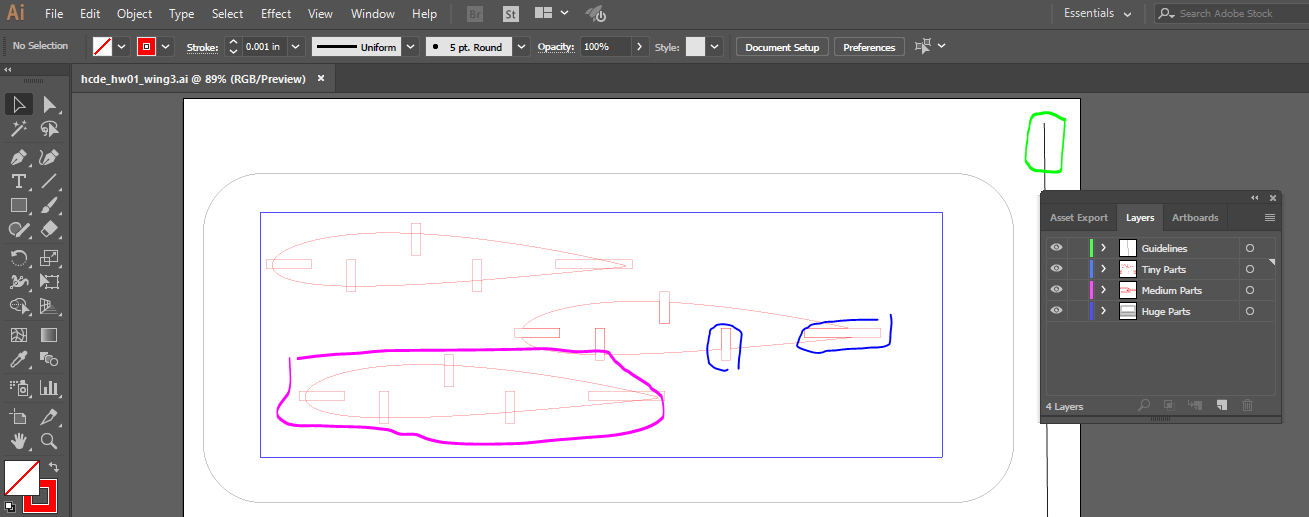 Ai File Edit Object Type Select Effect View Window Help Br St Essentials Search Adobe Stock
No Selection Stroke: 0.001 in Uniform 5 pt. Round Opacity: 100% Style: Document Setup Preferences
hcde_hw01_wing3.ai @ 89% (RGB/Preview) ×
T
Asset Export Layers Artboards
Guidelines
Tiny Parts
Medium Parts
Huge Parts
4 Layers